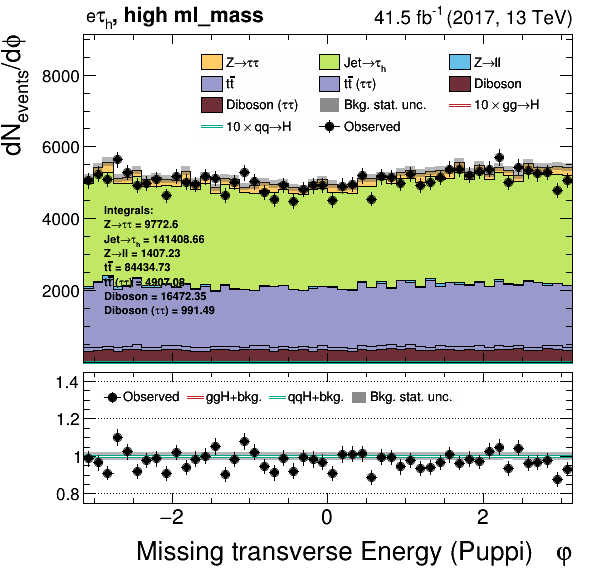 eτh, high ml_mass 41.5 fb⁻¹ (2017, 13 TeV)
dNevents/dφ
8000
6000
4000
2000
Z→ττ Jet→τh Z→ll
tt̄ tt̄ (ττ) Diboson
Diboson (ττ) Bkg. stat. unc. 10 × gg→H
10 × qq→H Observed
Integrals:
Z→ττ = 9772.6
Jet→τh = 141408.66
Z→ll = 1407.23
tt̄ = 84434.73
tt̄ (ττ) = 4907.08
Diboson = 16472.35
Diboson (ττ) = 991.49
1.4
1.2
1
0.8
Observed ggH+bkg. qqH+bkg. Bkg. stat. unc.
−2 0 2
Missing transverse Energy (Puppi) φ